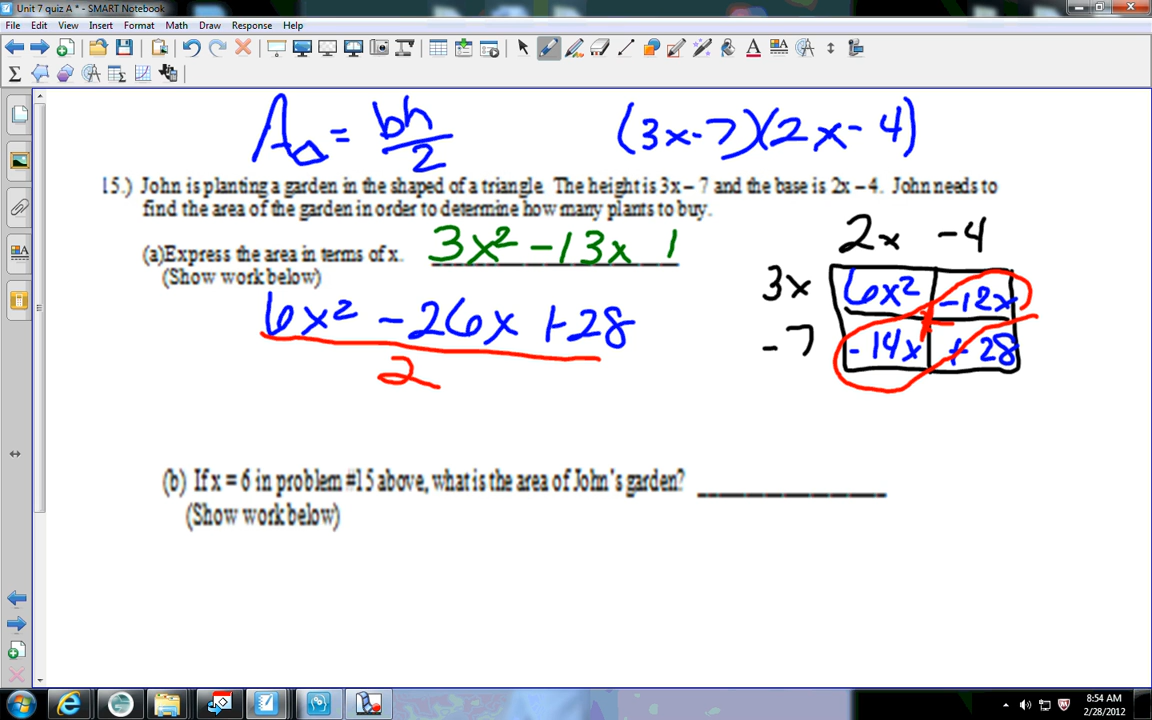 Unit 7 quiz A * - SMART Notebook
File Edit View Insert Format Math Draw Response Help
A△ = bh/2 (3x-7)(2x-4)
15.) John is planting a garden in the shaped of a triangle. The height is 3x – 7 and the base is 2x – 4. John needs to
find the area of the garden in order to determine how many plants to buy.
(a)Express the area in terms of x. 3x² -13x 1
(Show work below)
6x² - 26x + 28
2
2x -4
3x 6x² -12x
-7 -14x +28
(b) If x = 6 in problem #15 above, what is the area of John's garden? ____________________
(Show work below)
8:54 AM
2/28/2012